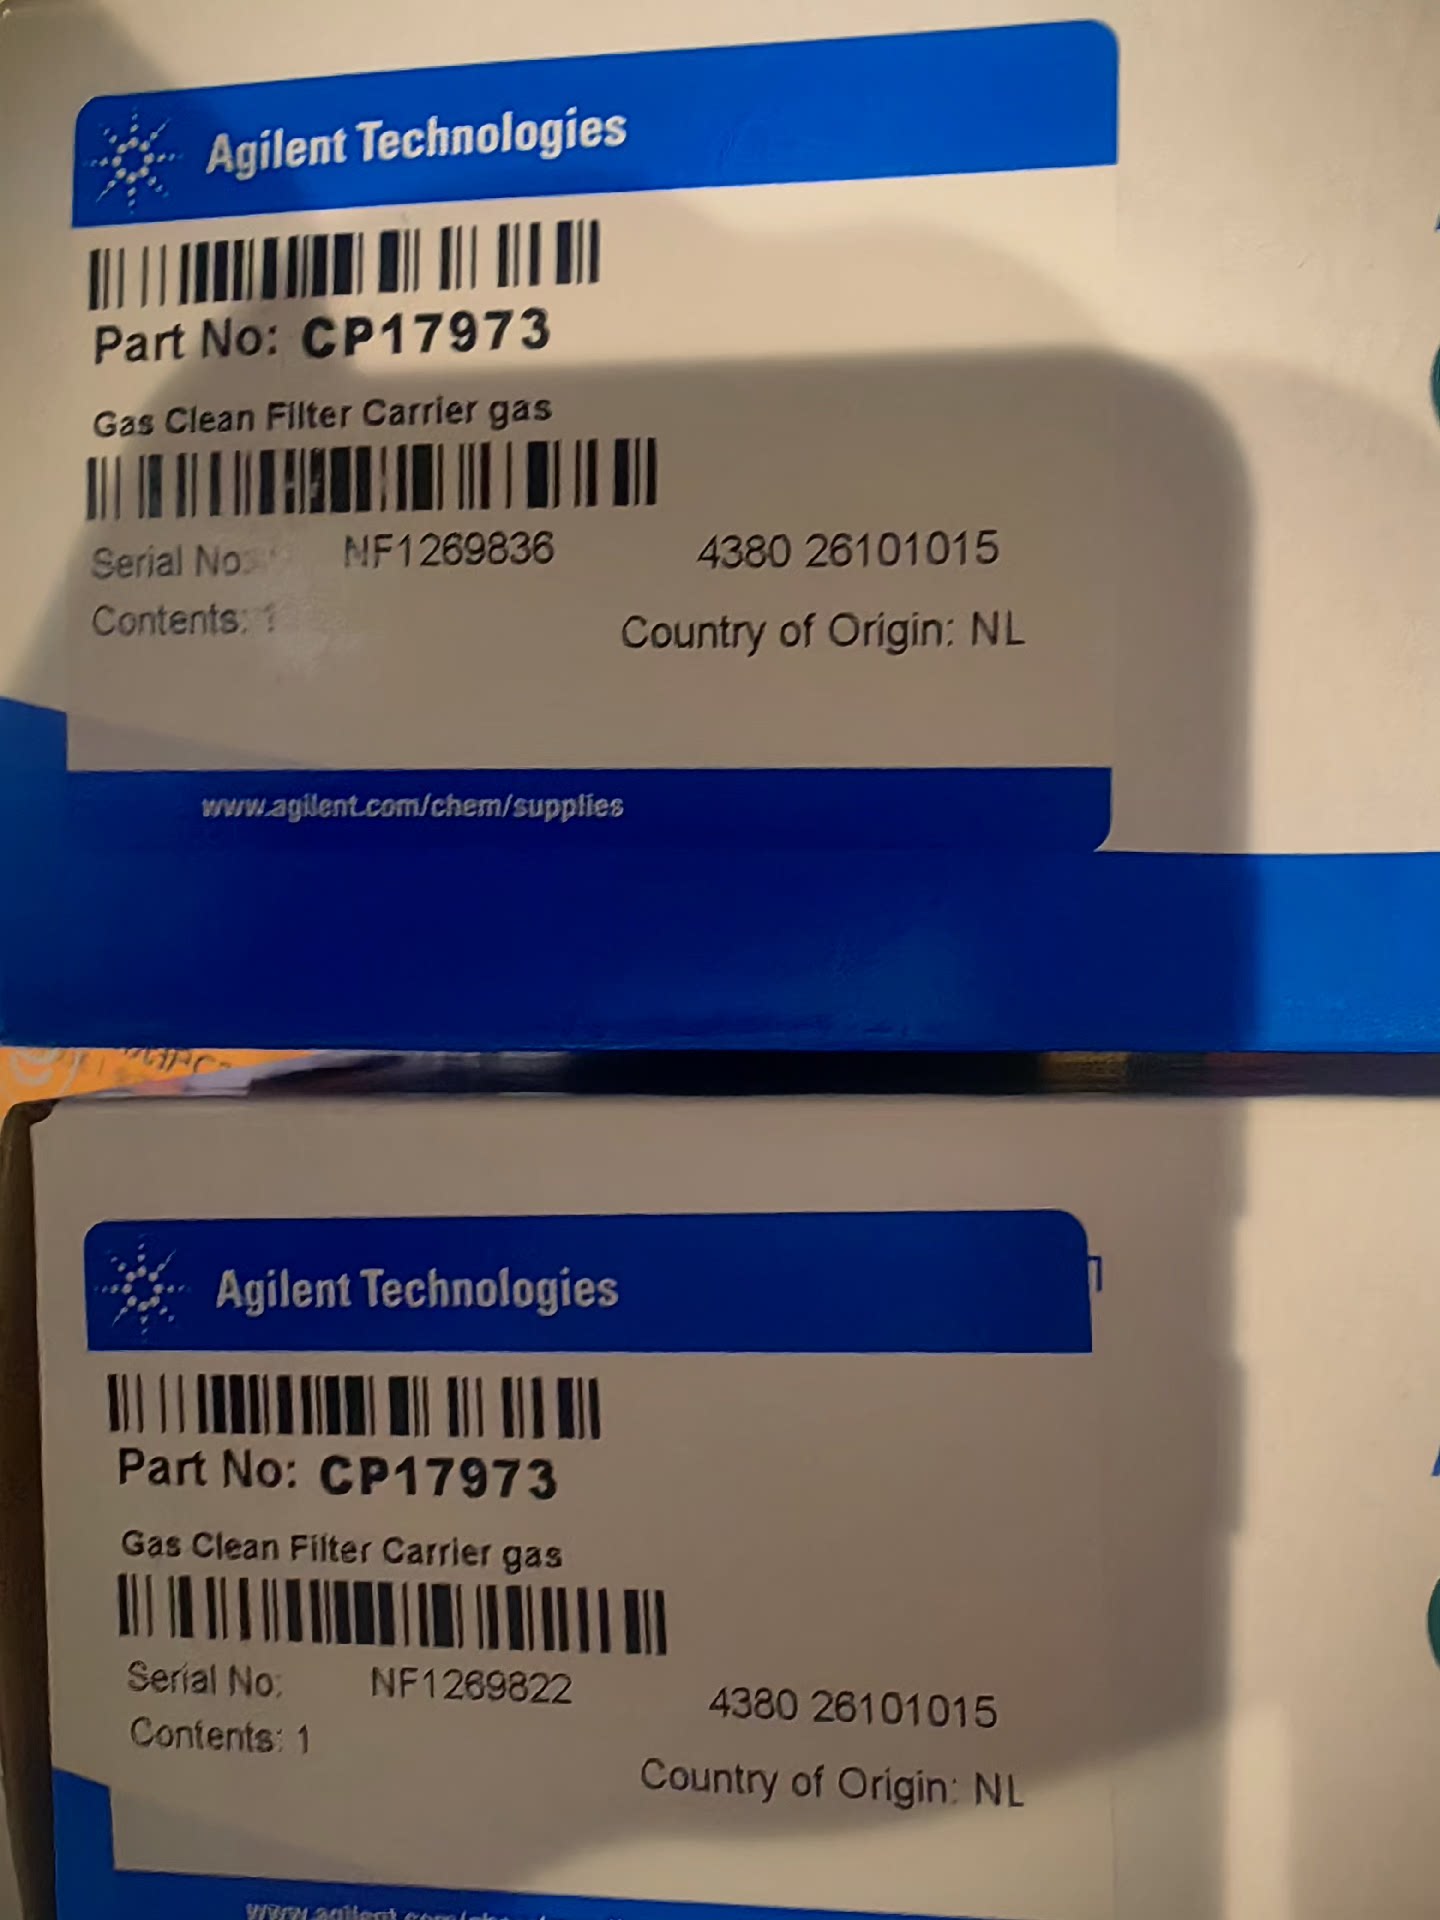 Agilent Technologies
Part No: CP17973
Gas Clean Filter Carrier gas
Serial No: NF1269836 4380 26101015
Contents: 1
Country of Origin: NL
www.agilent.com/chem/supplies
Agilent Technologies
Part No: CP17973
Gas Clean Filter Carrier gas
Serial No: NF1269822 4380 26101015
Contents: 1
Country of Origin: NL